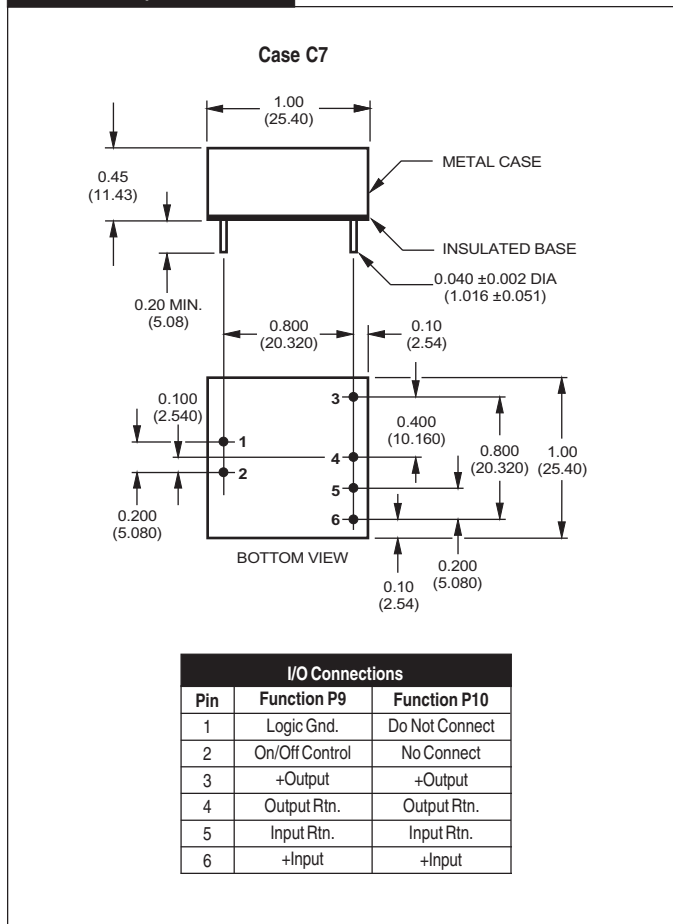 Case C7
1.00
(25.40)
0.45
(11.43)
METAL CASE
INSULATED BASE
0.040 ±0.002 DIA
(1.016 ±0.051)
0.20 MIN.
(5.08)
0.800
(20.320)
0.10
(2.54)
0.100
(2.540)
3
1
0.400
(10.160)
0.800
(20.320)
1.00
(25.40)
4
2
5
6
0.200
(5.080)
BOTTOM VIEW
0.10
(2.54)
0.200
(5.080)
I/O Connections
Pin Function P9 Function P10
1 Logic Gnd. Do Not Connect
2 On/Off Control No Connect
3 +Output +Output
4 Output Rtn. Output Rtn.
5 Input Rtn. Input Rtn.
6 +Input +Input